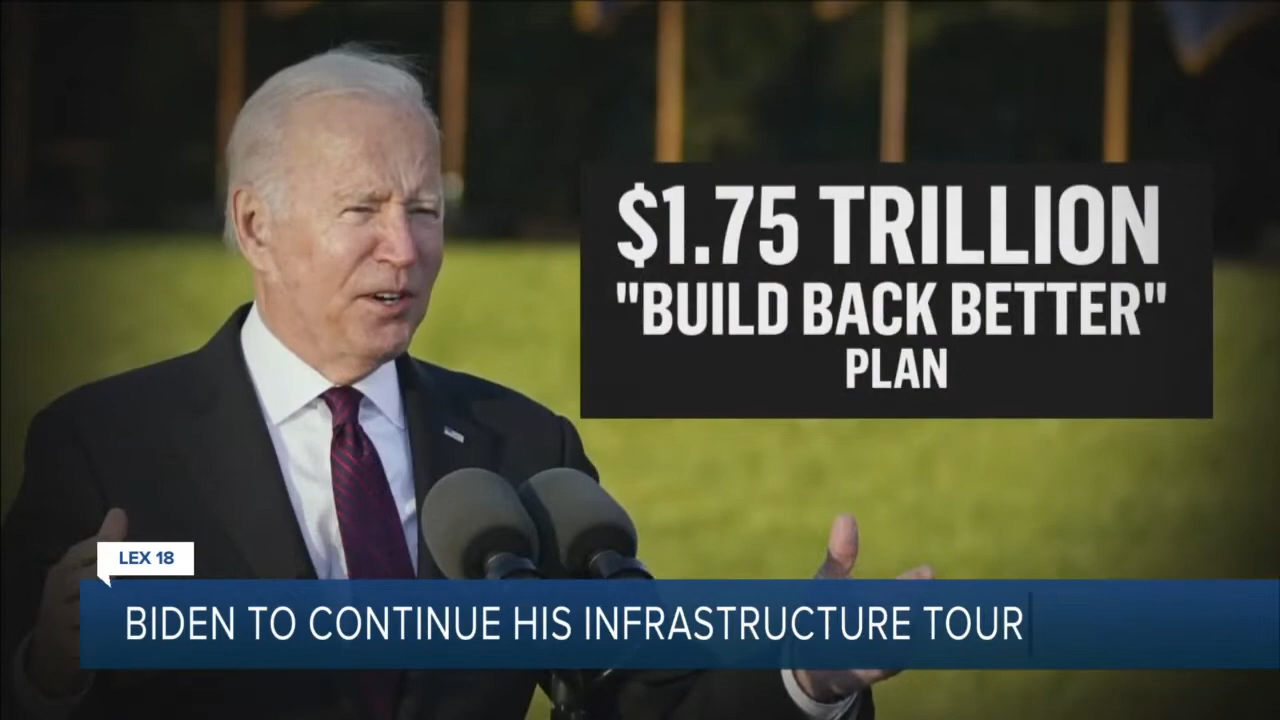 $1.75 TRILLION
"BUILD BACK BETTER"
PLAN
LEX 18
BIDEN TO CONTINUE HIS INFRASTRUCTURE TOUR